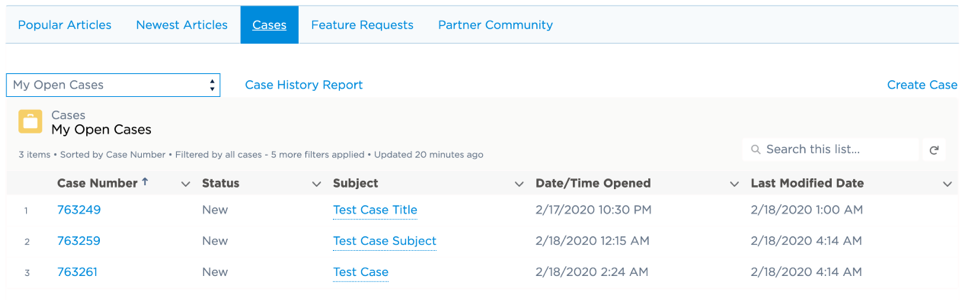 Popular Articles Newest Articles Cases Feature Requests Partner Community
My Open Cases Case History Report Create Case
Cases
My Open Cases
3 items • Sorted by Case Number • Filtered by all cases - 5 more filters applied • Updated 20 minutes ago
Search this list...
Case Number ↑ Status Subject Date/Time Opened Last Modified Date
1 763249 New Test Case Title 2/17/2020 10:30 PM 2/18/2020 1:00 AM
2 763259 New Test Case Subject 2/18/2020 12:15 AM 2/18/2020 4:14 AM
3 763261 New Test Case 2/18/2020 2:24 AM 2/18/2020 4:14 AM